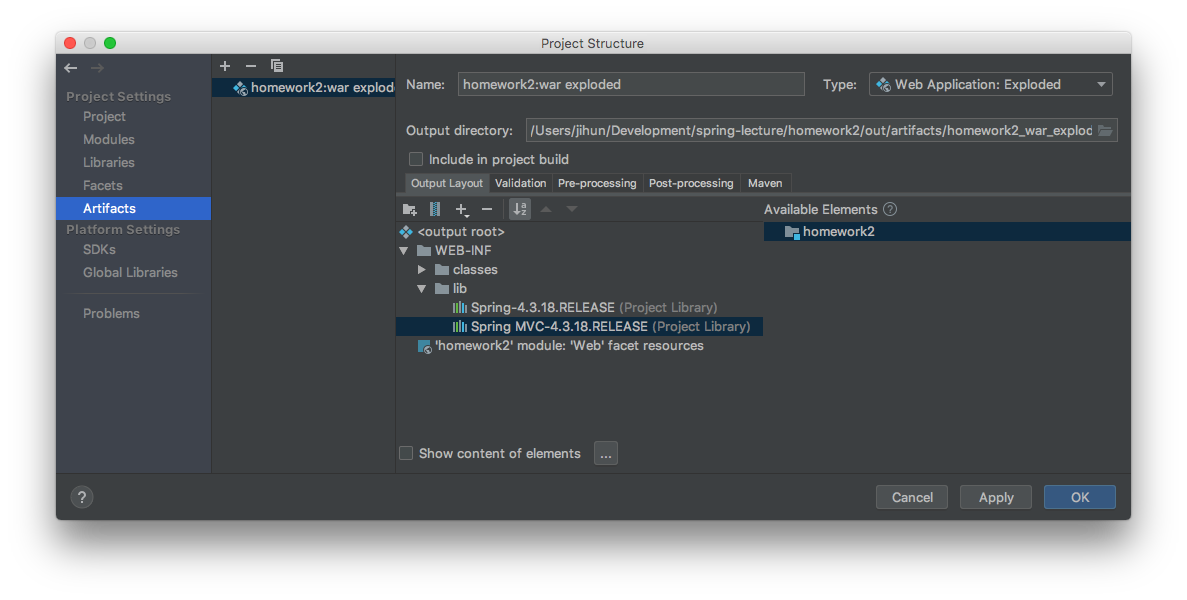 Project Structure
Project Settings
Project
Modules
Libraries
Facets
Artifacts
Platform Settings
SDKs
Global Libraries
Problems
homework2:war explod
Name: homework2:war exploded Type: Web Application: Exploded
Output directory: /Users/jihun/Development/spring-lecture/homework2/out/artifacts/homework2_war_explod
Include in project build
Output Layout Validation Pre-processing Post-processing Maven
Available Elements ?
<output root>
WEB-INF
classes
lib
Spring-4.3.18.RELEASE (Project Library)
Spring MVC-4.3.18.RELEASE (Project Library)
'homework2' module: 'Web' facet resources
homework2
Show content of elements ...
? Cancel Apply OK